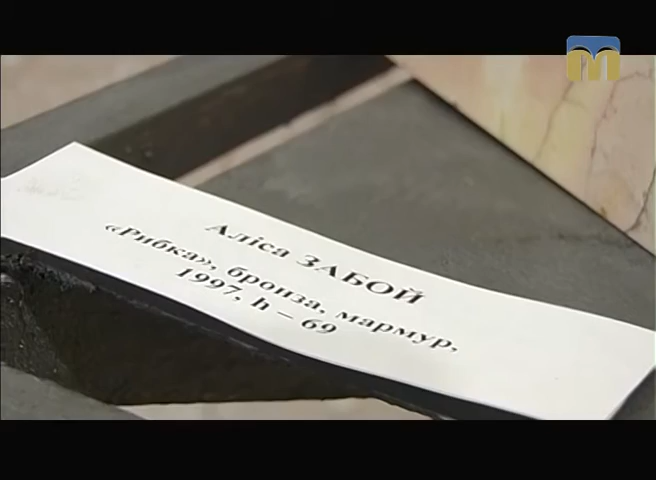 Аліса ЗАБОЙ
«Рибка», бронза, мармур,
1997, h – 69